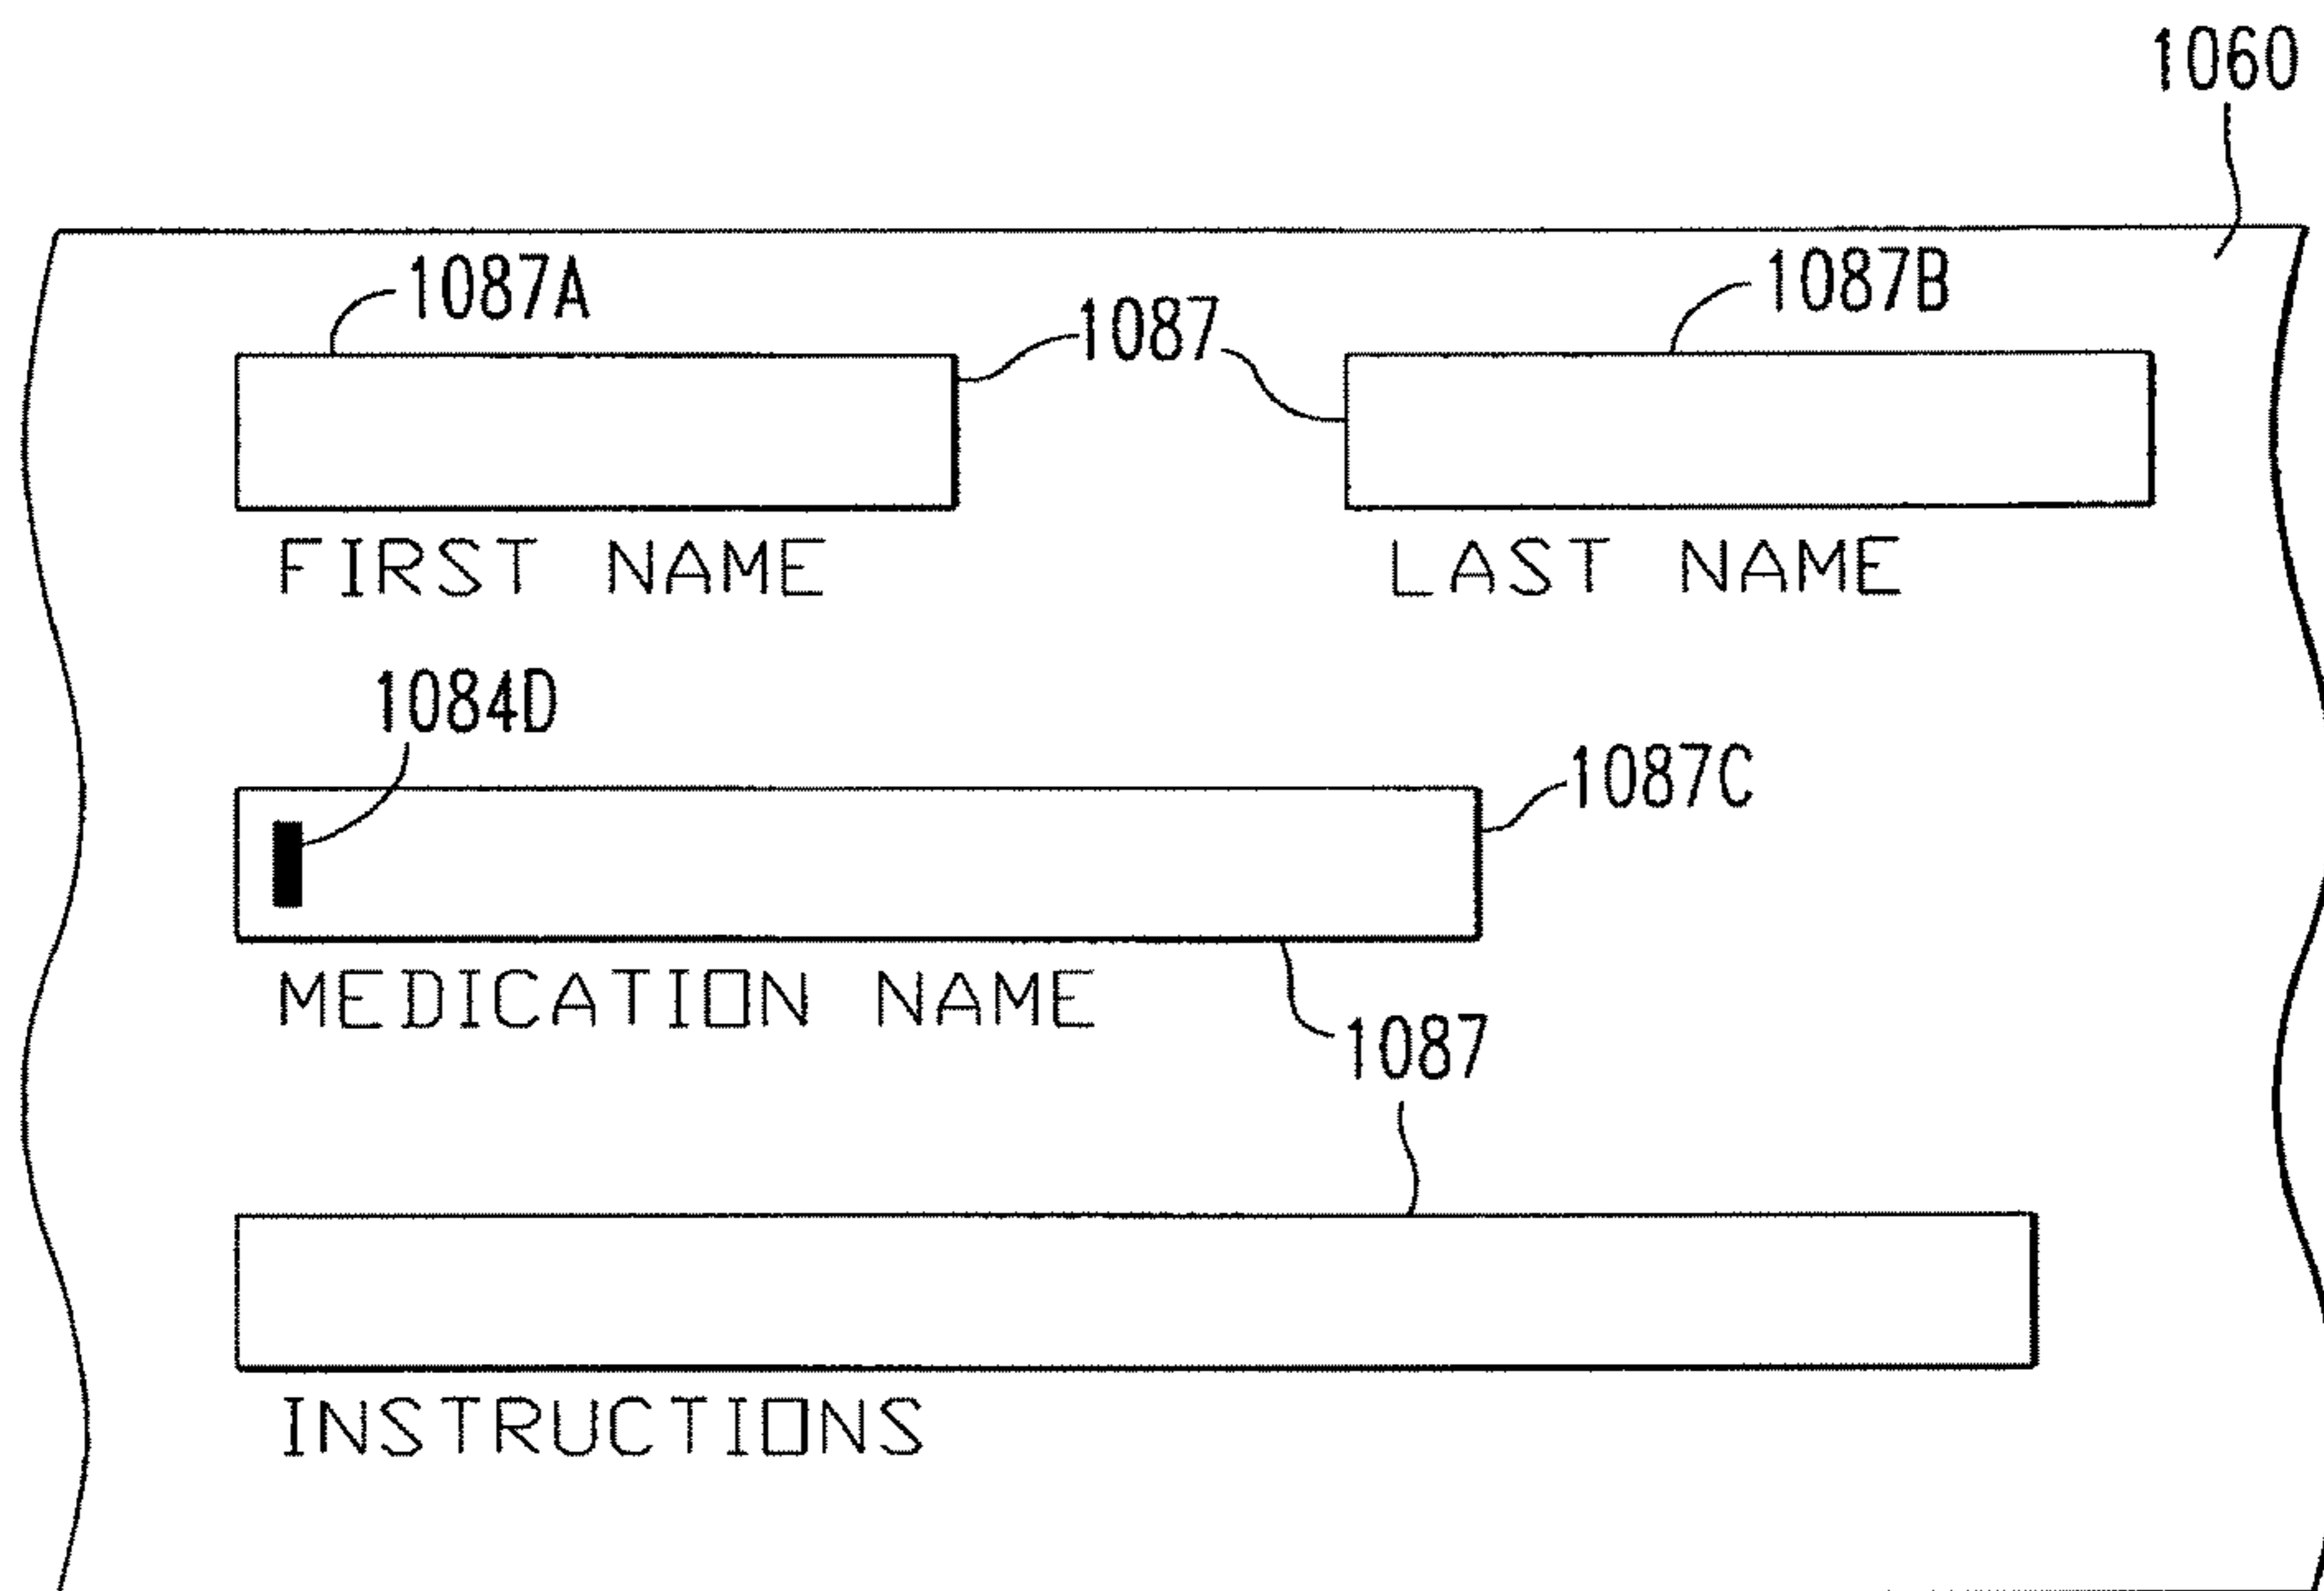 1060
1087A 1087 1087B
FIRST NAME LAST NAME
1084D
1087C
MEDICATION NAME
1087
INSTRUCTIONS